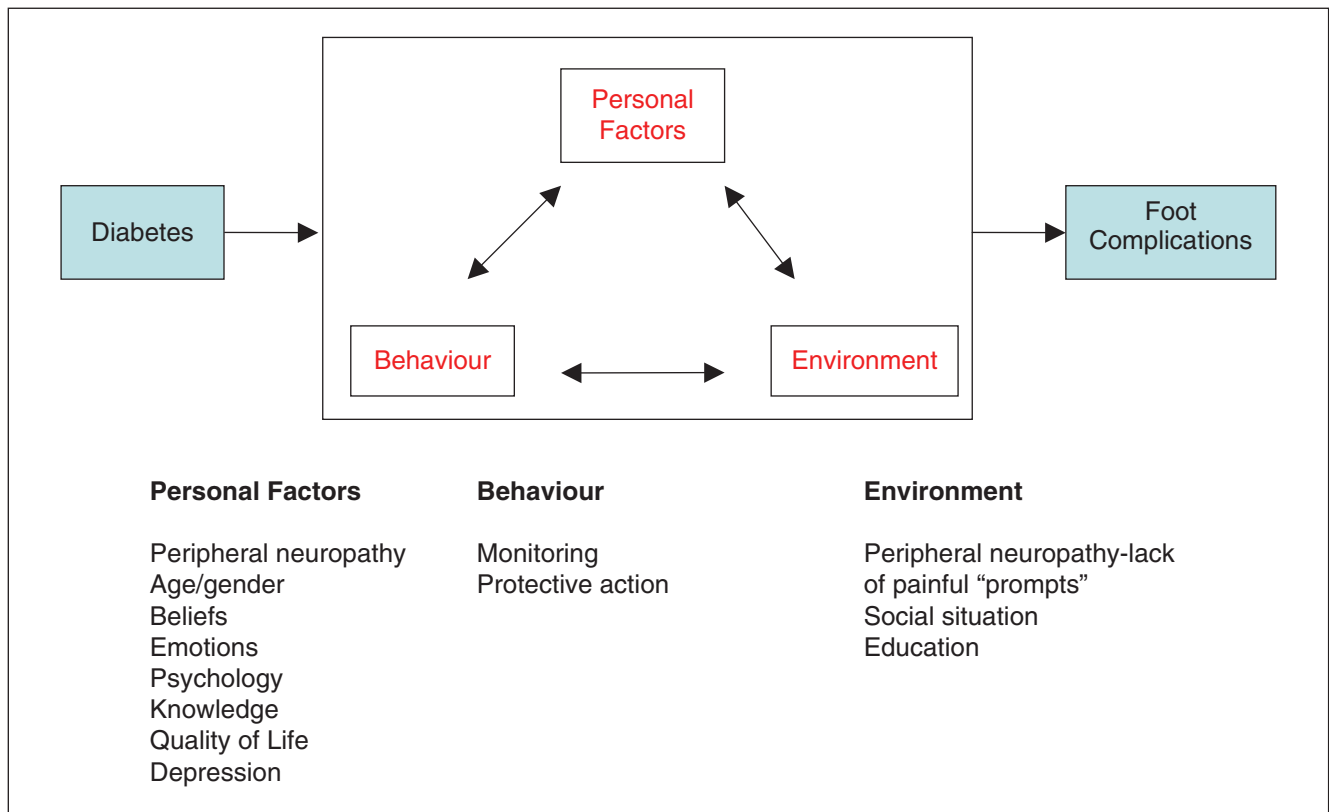 Personal
Factors
Diabetes
Foot
Complications
Behaviour
Environment
Personal Factors
Peripheral neuropathy
Age/gender
Beliefs
Emotions
Psychology
Knowledge
Quality of Life
Depression
Behaviour
Monitoring
Protective action
Environment
Peripheral neuropathy-lack
of painful “prompts”
Social situation
Education